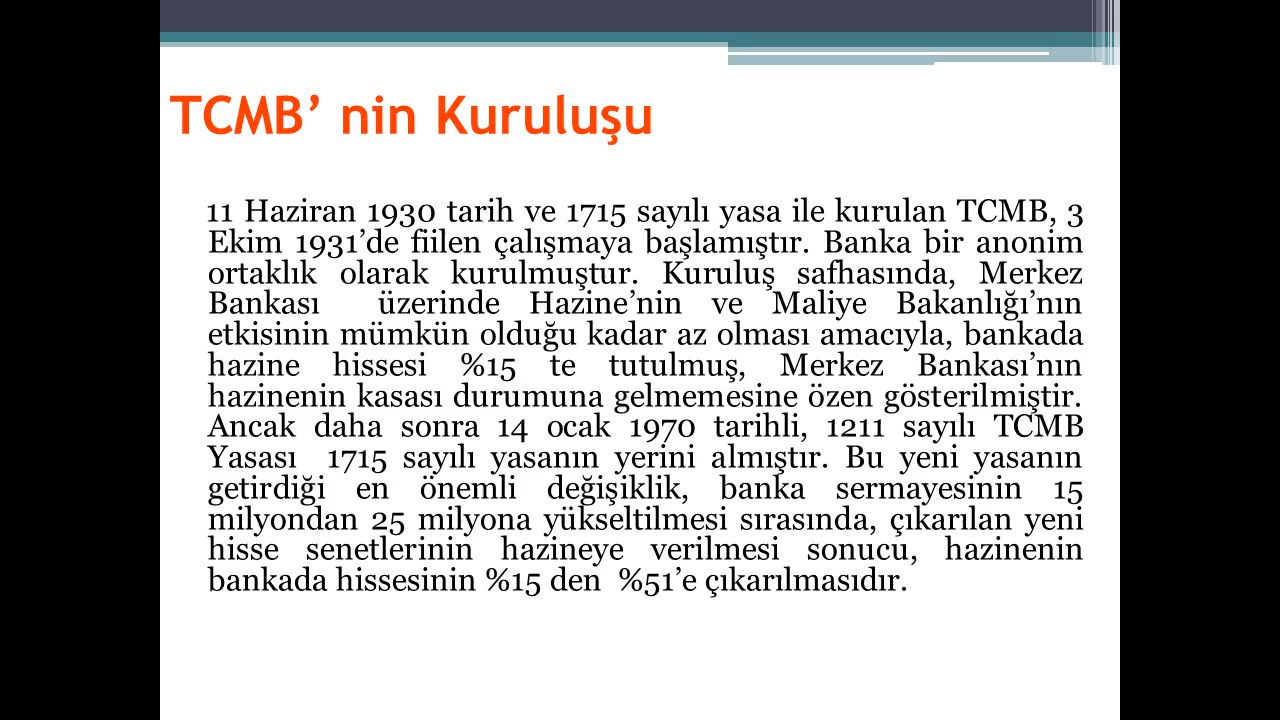 TCMB’ nin Kuruluşu
11 Haziran 1930 tarih ve 1715 sayılı yasa ile kurulan TCMB, 3
Ekim 1931’de fiilen çalışmaya başlamıştır. Banka bir anonim
ortaklık olarak kurulmuştur. Kuruluş safhasında, Merkez
Bankası üzerinde Hazine’nin ve Maliye Bakanlığı’nın
etkisinin mümkün olduğu kadar az olması amacıyla, bankada
hazine hissesi %15 te tutulmuş, Merkez Bankası’nın
hazinenin kasası durumuna gelmemesine özen gösterilmiştir.
Ancak daha sonra 14 ocak 1970 tarihli, 1211 sayılı TCMB
Yasası 1715 sayılı yasanın yerini almıştır. Bu yeni yasanın
getirdiği en önemli değişiklik, banka sermayesinin 15
milyondan 25 milyona yükseltilmesi sırasında, çıkarılan yeni
hisse senetlerinin hazineye verilmesi sonucu, hazinenin
bankada hissesinin %15 den %51’e çıkarılmasıdır.